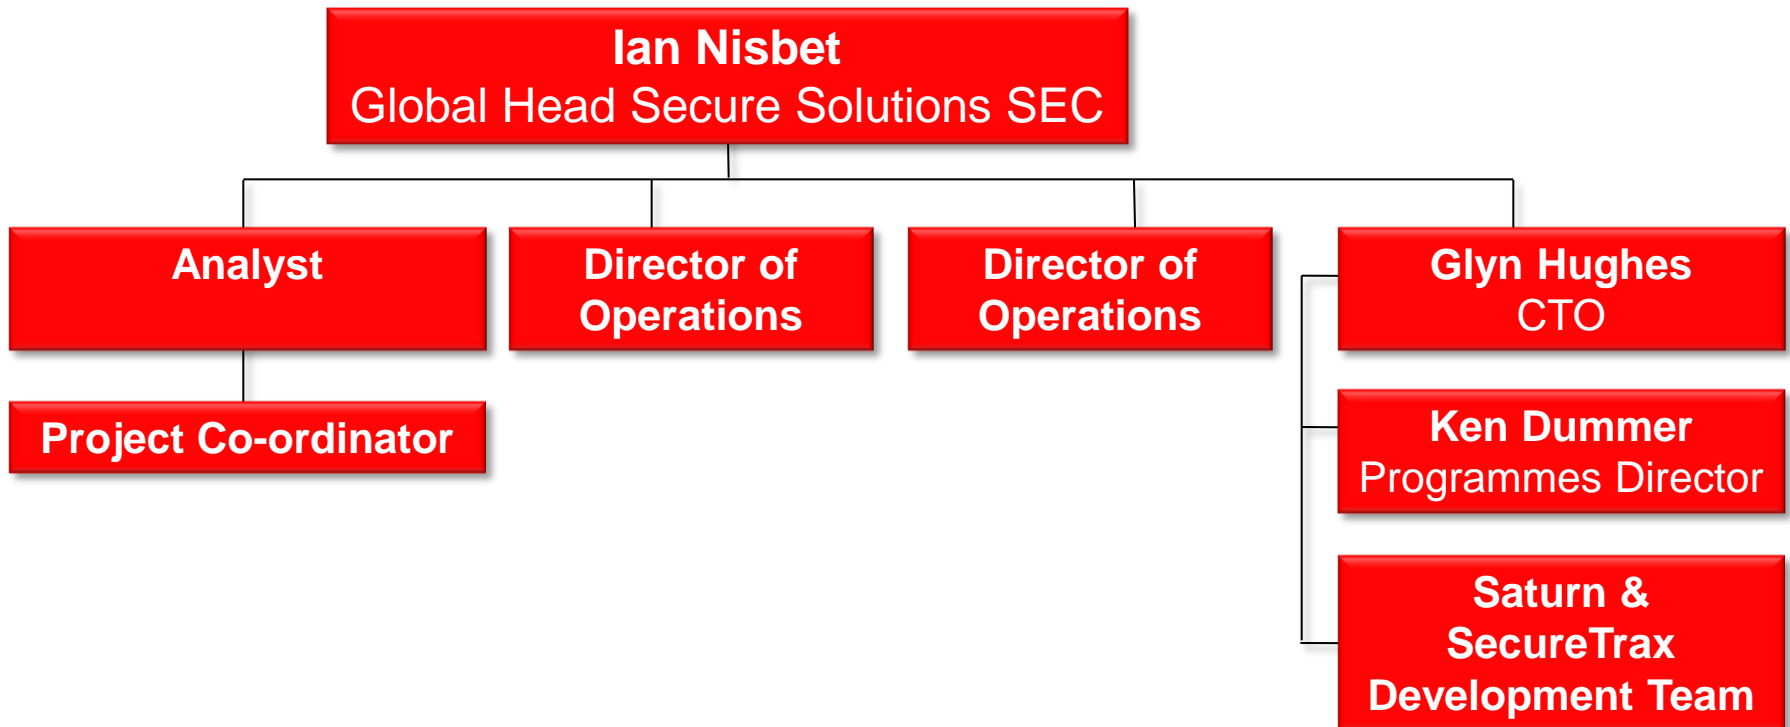 Ian Nisbet
Global Head Secure Solutions SEC
Analyst
Director of
Operations
Director of
Operations
Glyn Hughes
CTO
Project Co-ordinator
Ken Dummer
Programmes Director
Saturn &
SecureTrax
Development Team